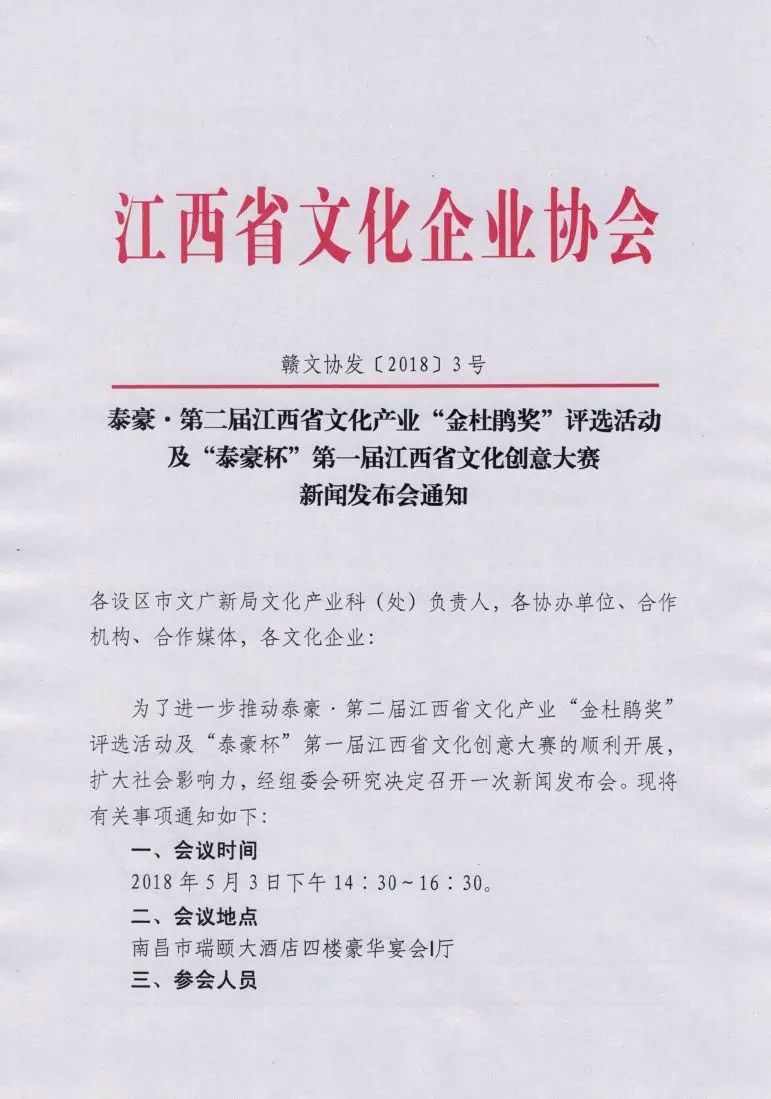 江西省文化企业协会
赣文协发〔2018〕3号
泰豪·第二届江西省文化产业“金杜鹃奖”评选活动
及“泰豪杯”第一届江西省文化创意大赛
新闻发布会通知
各设区市文广新局文化产业科（处）负责人，各协办单位、合作
机构、合作媒体，各文化企业：
为了进一步推动泰豪·第二届江西省文化产业“金杜鹃奖”
评选活动及“泰豪杯”第一届江西省文化创意大赛的顺利开展，
扩大社会影响力，经组委会研究决定召开一次新闻发布会。现将
有关事项通知如下：
一、会议时间
2018年5月3日下午14：30～16：30。
二、会议地点
南昌市瑞颐大酒店四楼豪华宴会I厅
三、参会人员